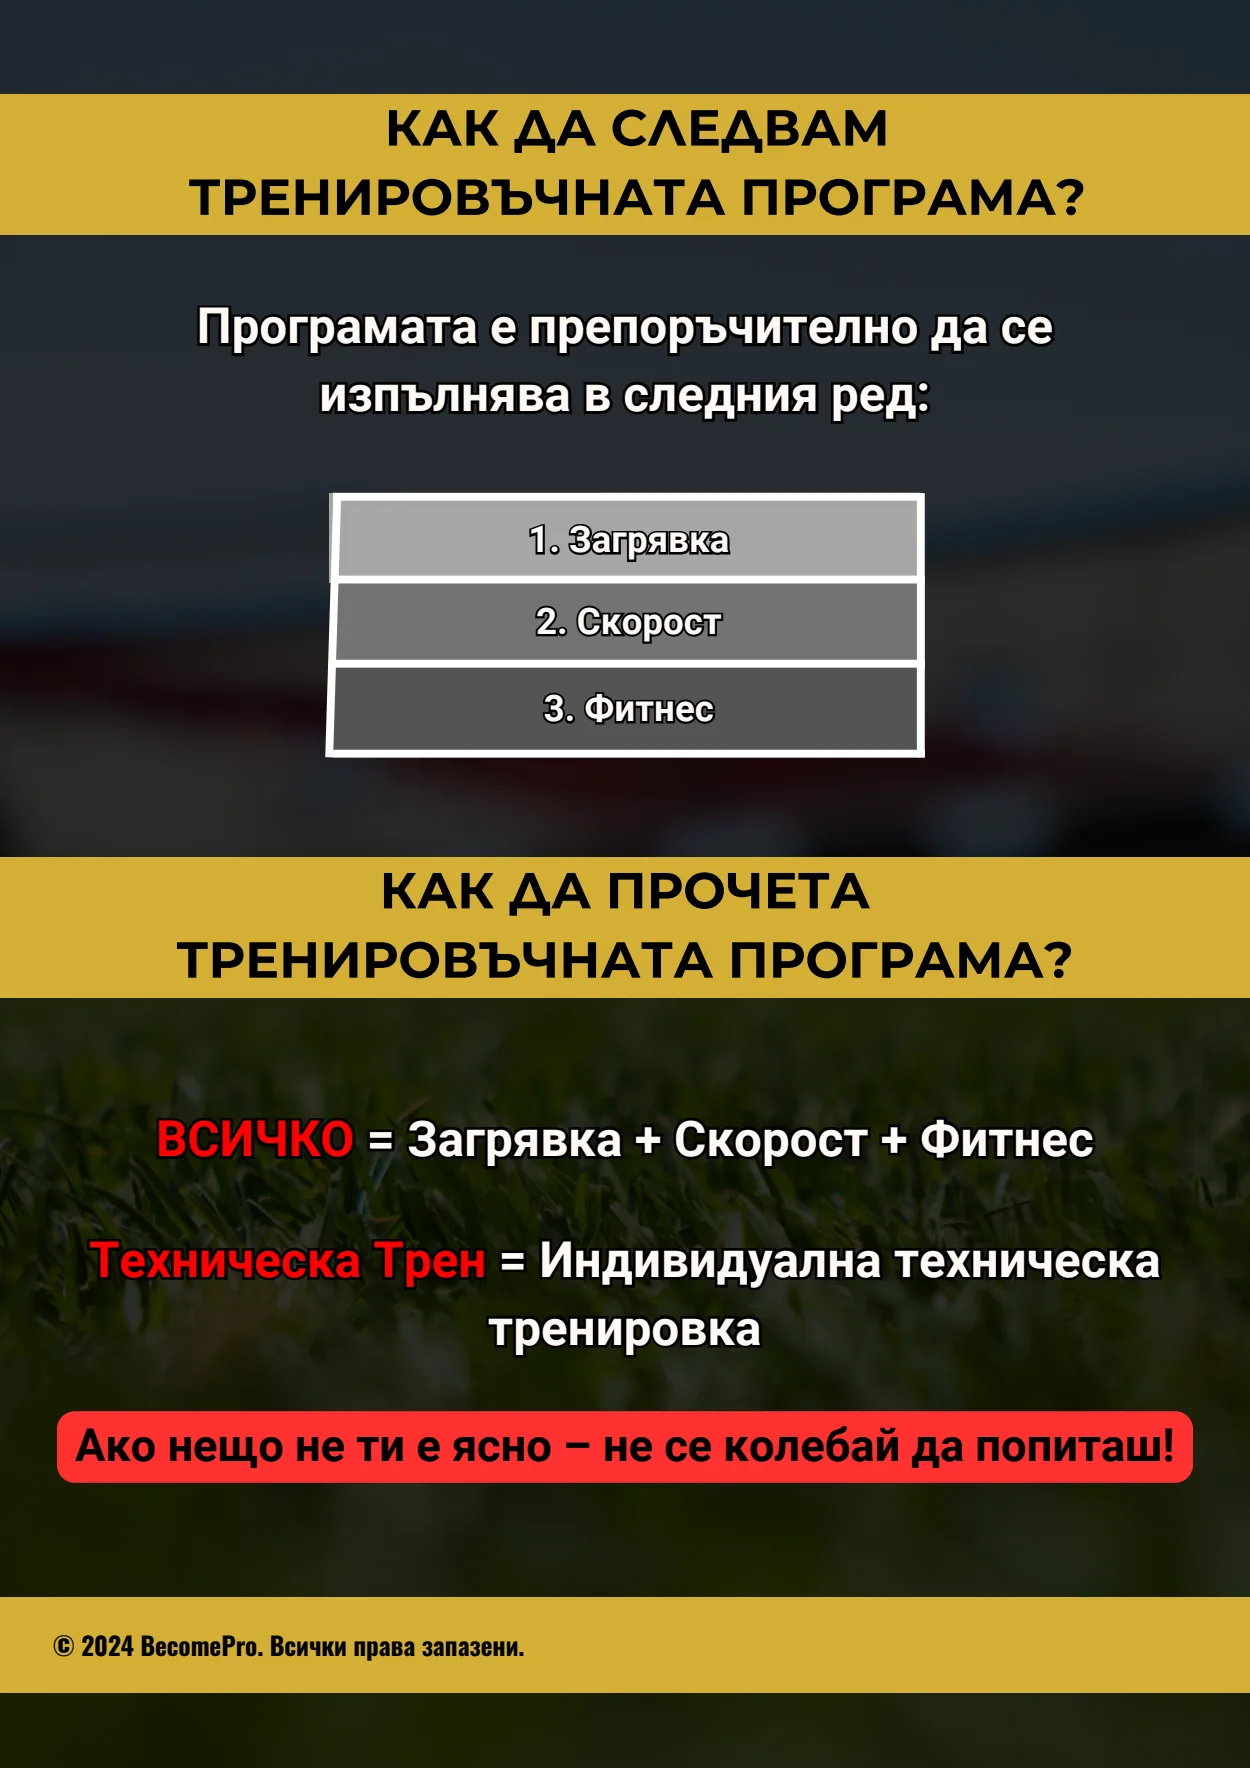 КАК ДА СЛЕДВАМ
ТРЕНИРОВЪЧНАТА ПРОГРАМА?
Програмата е препоръчително да се
изпълнява в следния ред:
1. Загрявка
2. Скорост
3. Фитнес
КАК ДА ПРОЧЕТА
ТРЕНИРОВЪЧНАТА ПРОГРАМА?
ВСИЧКО = Загрявка + Скорост + Фитнес
Техническа Трен = Индивидуална техническа
тренировка
Ако нещо не ти е ясно – не се колебай да попиташ!
© 2024 BecomePro. Всички права запазени.